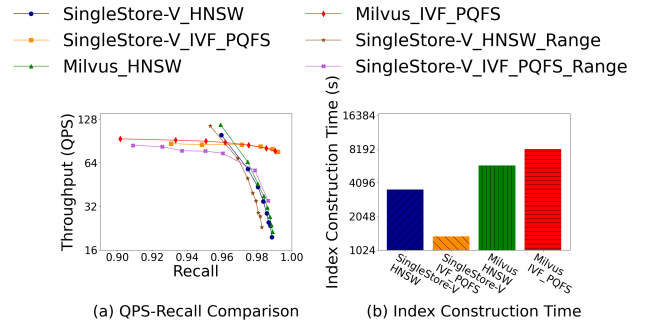 SingleStore-V_HNSW
SingleStore-V_IVF_PQFS
Milvus_HNSW
Milvus_IVF_PQFS
SingleStore-V_HNSW_Range
SingleStore-V_IVF_PQFS_Range
Throughput (QPS)
128
64
32
16
0.90
0.92
0.94
0.96
0.98
1.00
Recall
(a) QPS-Recall Comparison
Index Construction Time (s)
16384
8192
4096
2048
1024
SingleStore-V
HNSW
SingleStore-V
IVF_PQFS
Milvus
HNSW
Milvus
IVF_PQFS
(b) Index Construction Time